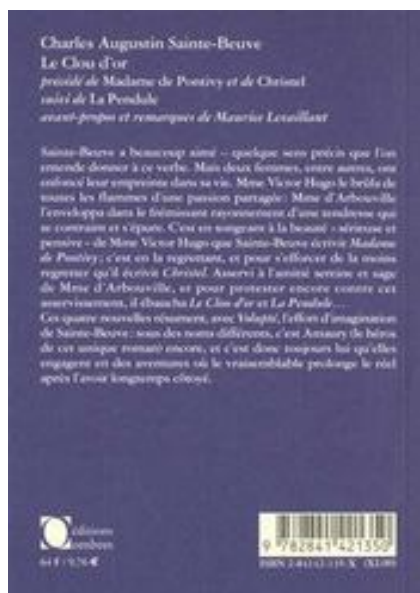 Charles Augustin Sainte-Beuve
Le Clou d'or
précédé de Madame de Pontivy et de Christel
suivi de La Pendule
avant-propos et remarques de Maurice Levaillant
Sainte-Beuve a beaucoup aimé – quelque sens précis que l'on
entende donner à ce verbe. Mais deux femmes, entre autres, ont
enfoncé leur empreinte dans sa vie. Mme Victor Hugo le brûla de
toutes les flammes d'une passion partagée : Mme d'Arbouville
l'enveloppa dans le frémissant rayonnement d'une tendresse qui
se contraint et s'épure. C'est en songeant à la beauté « sérieuse et
pensive » de Mme Victor Hugo que Sainte-Beuve écrivit Madame
de Pontivy ; c'est en la regrettant, et pour s'efforcer de la moins
regretter qu'il écrivit Christel. Asservi à l'amitié sereine et sage
de Mme d'Arbouville, et pour protester encore contre cet
asservissement, il ébaucha Le Clou d'or et La Pendule…
Ces quatre nouvelles résument, avec Volupté, l'effort d'imagination
de Sainte-Beuve : sous des noms différents, c'est Amaury (le héros
de cet unique roman) encore, et c'est donc toujours lui qu'elles
engagent en des aventures où le vraisemblable prolonge le réel
après l'avoir longtemps côtoyé.
éditions
ombres
64 F / 9,76 €
9 782841 421350
ISBN 2-84142-135-X